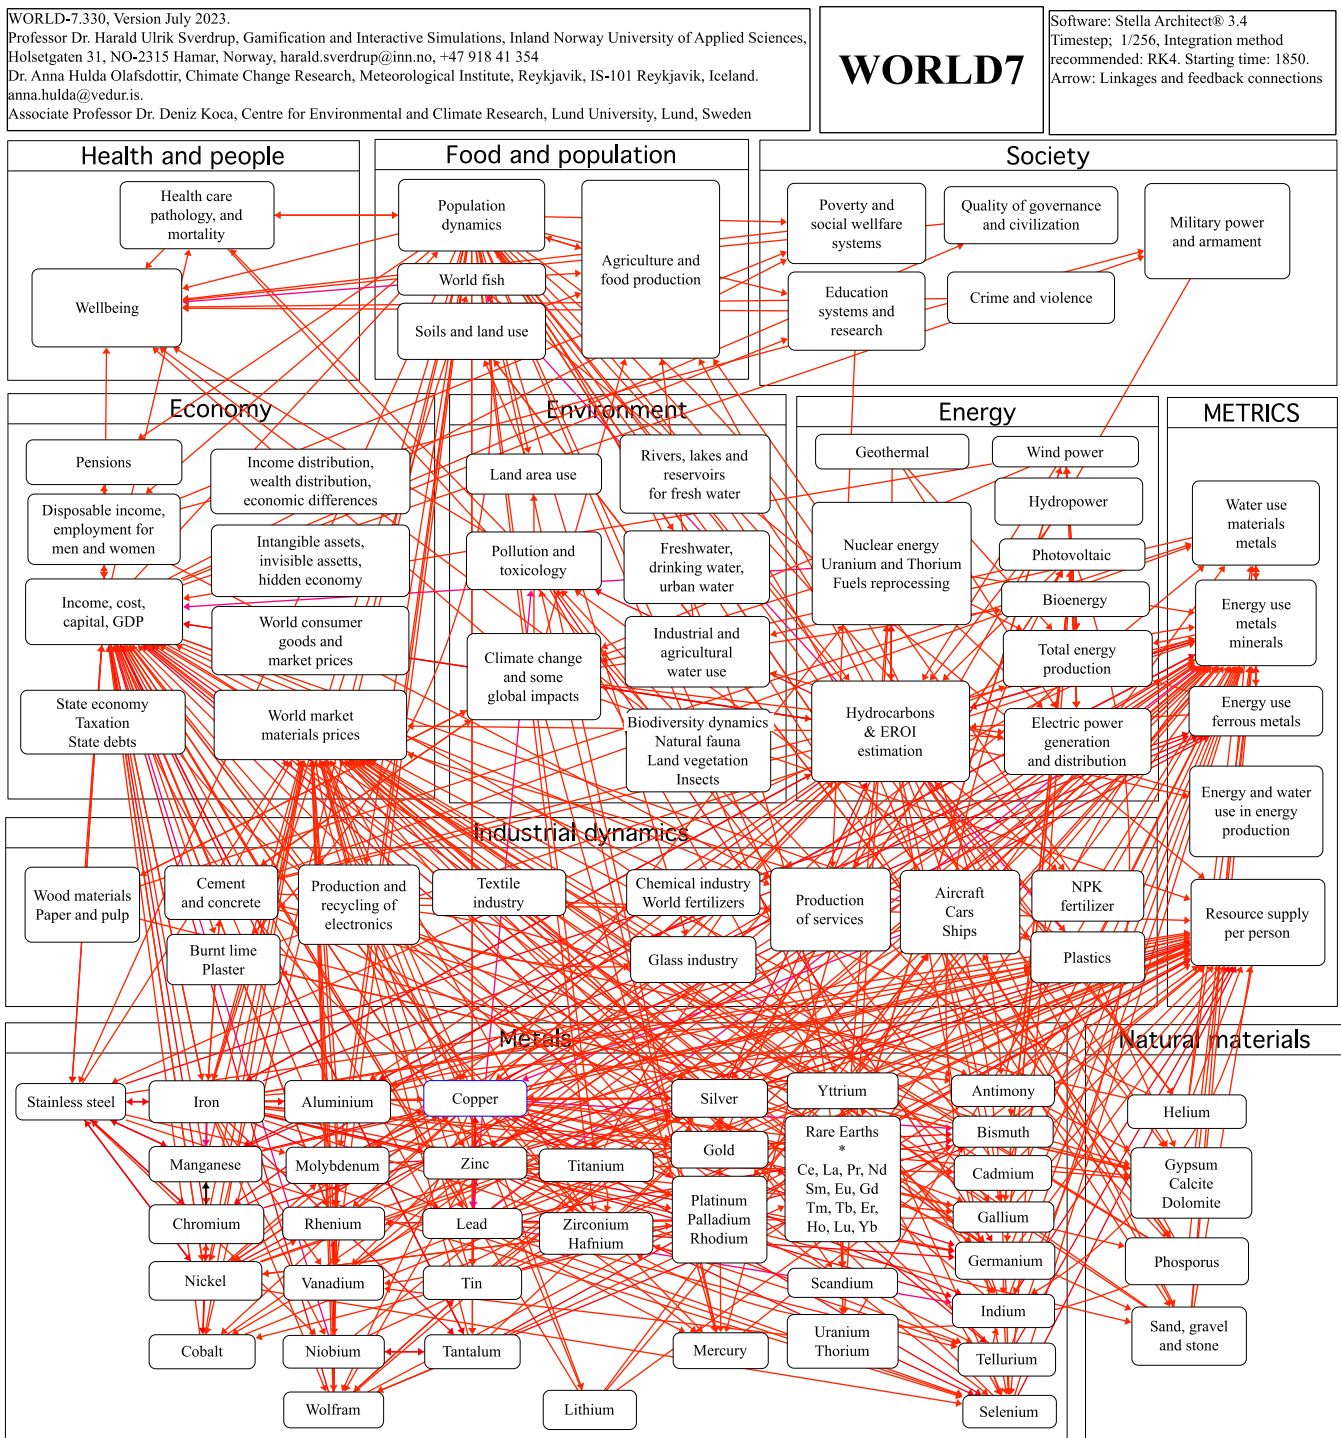 WORLD-7.330, Version July 2023.
Professor Dr. Harald Ulrik Sverdrup, Gamification and Interactive Simulations, Inland Norway University of Applied Sciences,
Holsetgaten 31, NO-2315 Hamar, Norway, harald.sverdrup@inn.no, +47 918 41 354
Dr. Anna Hulda Olafsdottir, Chimate Change Research, Meteorological Institute, Reykjavik, IS-101 Reykjavik, Iceland.
anna.hulda@vedur.is.
Associate Professor Dr. Deniz Koca, Centre for Environmental and Climate Research, Lund University, Lund, Sweden
WORLD7
Software: Stella Architect® 3.4
Timestep; 1/256, Integration method
recommended: RK4. Starting time: 1850.
Arrow: Linkages and feedback connections
Health and people
Health care
pathology, and
mortality
Wellbeing
Food and population
Population
dynamics
World fish
Soils and land use
Agriculture and
food production
Society
Poverty and
social wellfare
systems
Quality of governance
and civilization
Military power
and armament
Education
systems and
research
Crime and violence
Economy
Pensions
Income distribution,
wealth distribution,
economic differences
Disposable income,
employment for
men and women
Intangible assets,
invisible assetts,
hidden economy
Income, cost,
capital, GDP
World consumer
goods and
market prices
State economy
Taxation
State debts
World market
materials prices
Environment
Land area use
Rivers, lakes and
reservoirs
for fresh water
Pollution and
toxicology
Freshwater,
drinking water,
urban water
Climate change
and some
global impacts
Industrial and
agricultural
water use
Biodiversity dynamics
Natural fauna
Land vegetation
Insects
Energy
Geothermal
Wind power
Hydropower
Nuclear energy
Uranium and Thorium
Fuels reprocessing
Photovoltaic
Bioenergy
Total energy
production
Hydrocarbons
& EROI
estimation
Electric power
generation
and distribution
METRICS
Water use
materials
metals
Energy use
metals
minerals
Energy use
ferrous metals
Energy and water
use in energy
production
Resource supply
per person
Industrial dynamics
Wood materials
Paper and pulp
Cement
and concrete
Burnt lime
Plaster
Production and
recycling of
electronics
Textile
industry
Chemical industry
World fertilizers
Glass industry
Production
of services
Aircraft
Cars
Ships
NPK
fertilizer
Plastics
Metals
Stainless steel
Iron
Aluminium
Copper
Silver
Yttrium
Antimony
Manganese
Molybdenum
Zinc
Titanium
Gold
Rare Earths
*
Ce, La, Pr, Nd
Sm, Eu, Gd
Tm, Tb, Er,
Ho, Lu, Yb
Bismuth
Cadmium
Chromium
Rhenium
Lead
Zirconium
Hafnium
Platinum
Palladium
Rhodium
Gallium
Germanium
Nickel
Vanadium
Tin
Scandium
Indium
Cobalt
Niobium
Tantalum
Mercury
Uranium
Thorium
Tellurium
Wolfram
Lithium
Selenium
Natural materials
Helium
Gypsum
Calcite
Dolomite
Phosporus
Sand, gravel
and stone